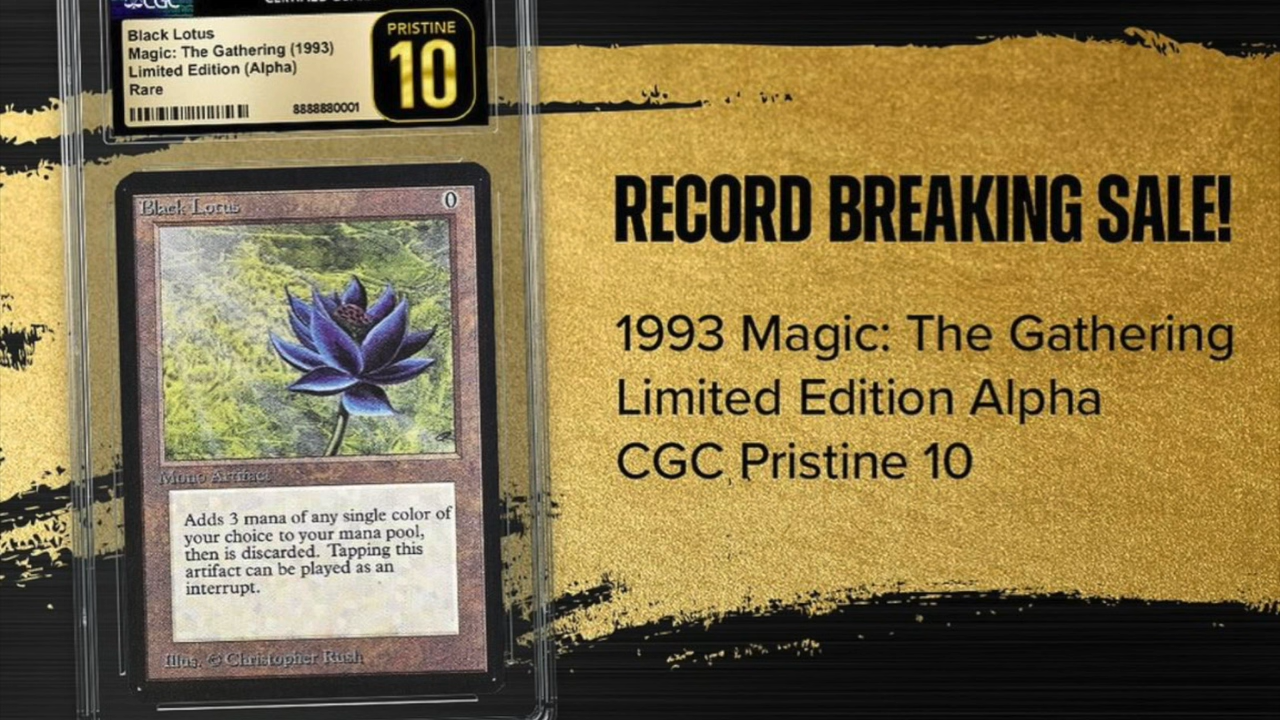 CGC
Black Lotus
Magic: The Gathering (1993)
Limited Edition (Alpha)
Rare
8888880001
PRISTINE
10
Black Lotus
0
Mono Artifact
Adds 3 mana of any single color of
your choice to your mana pool,
then is discarded. Tapping this
artifact can be played as an
interrupt.
Illus. © Christopher Rush
RECORD BREAKING SALE!
1993 Magic: The Gathering
Limited Edition Alpha
CGC Pristine 10